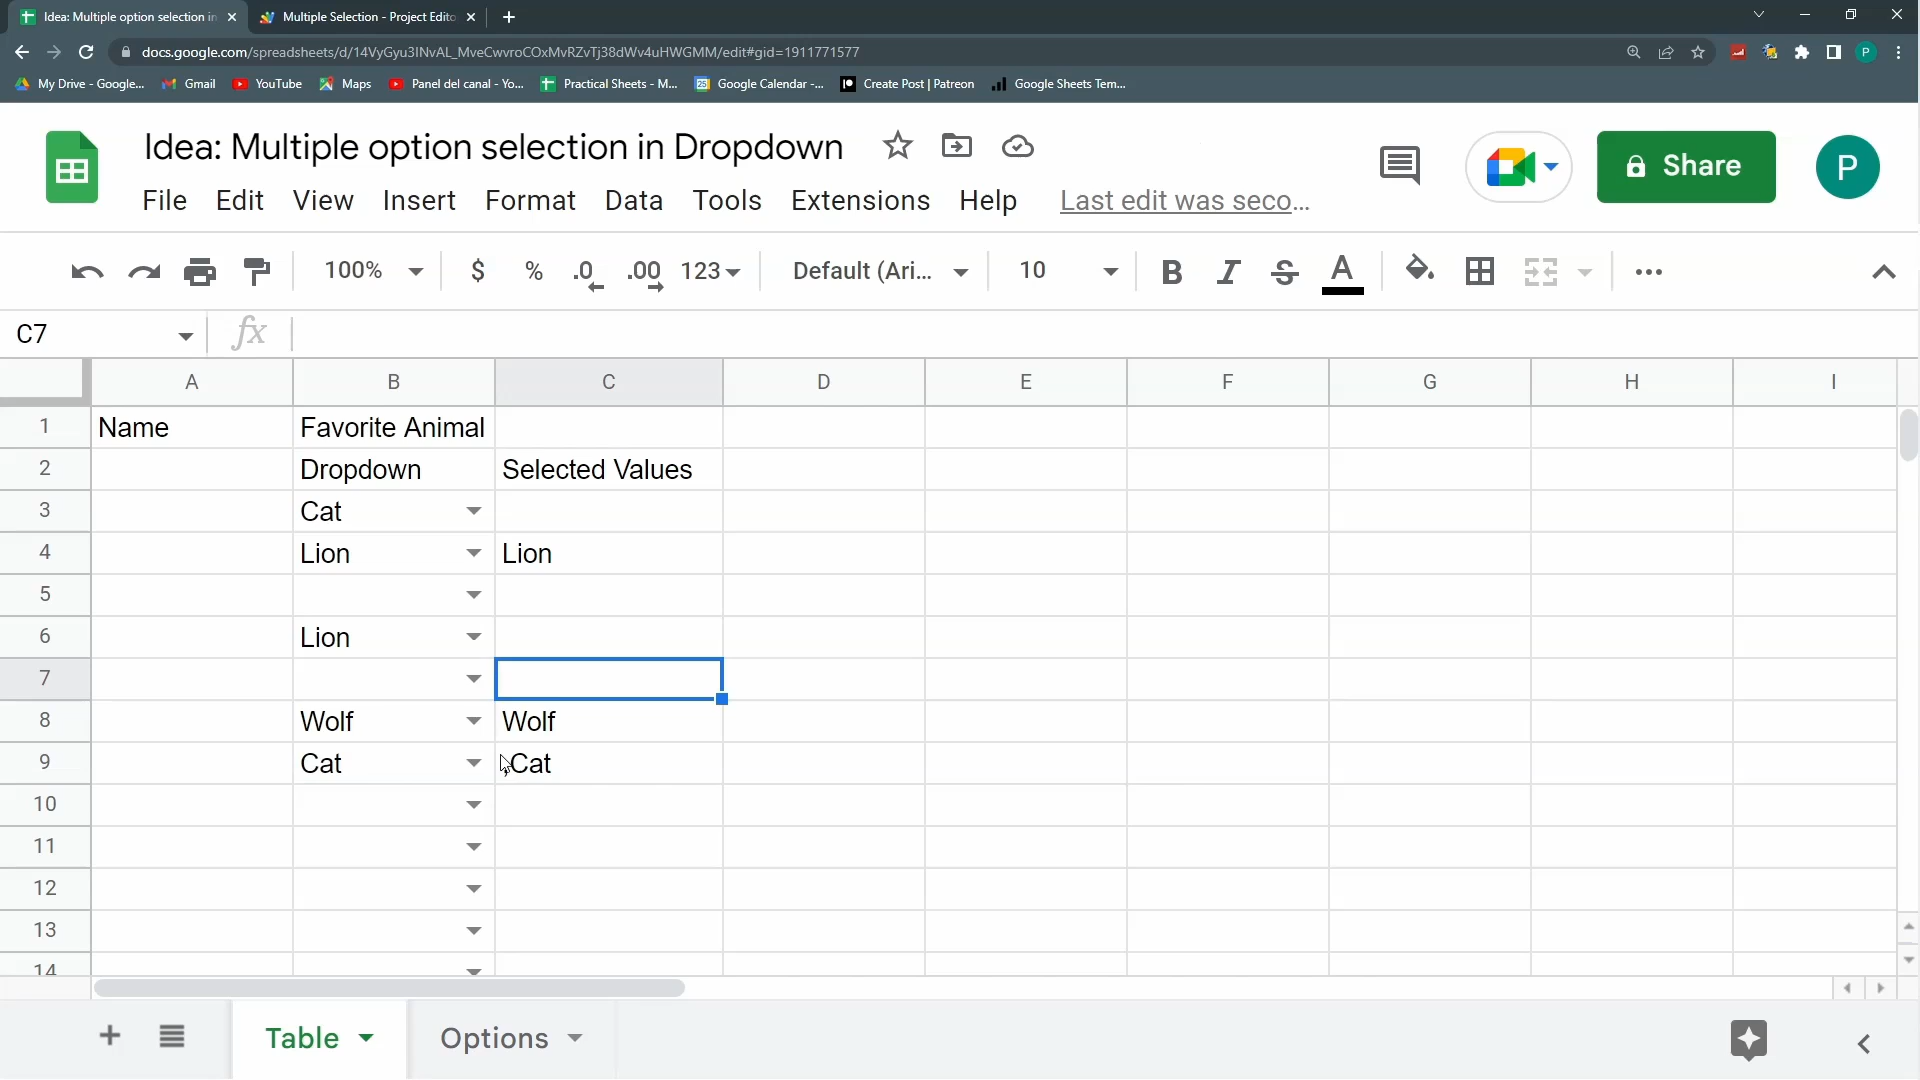 Idea: Multiple option selection in
Multiple Selection - Project Edito
docs.google.com/spreadsheets/d/14VyGyu3INvAL_MveCwvroCOxMvRZvTj38dWv4uHWGMM/edit#gid=1911771577
P
My Drive - Google...
Gmail
YouTube
Maps
Panel del canal - Yo...
Practical Sheets - M...
Google Calendar -...
Create Post | Patreon
Google Sheets Tem...
Idea: Multiple option selection in Dropdown
Share
P
File Edit View Insert Format Data Tools Extensions Help Last edit was seco...
100% $ % .0 .00 123 Default (Ari... 10 B I S A
C7 fx
A B C D E F G H I
1 Name Favorite Animal
2 Dropdown Selected Values
3 Cat
4 Lion Lion
5
6 Lion
7
8 Wolf Wolf
9 Cat Cat
10
11
12
13
14
Table Options